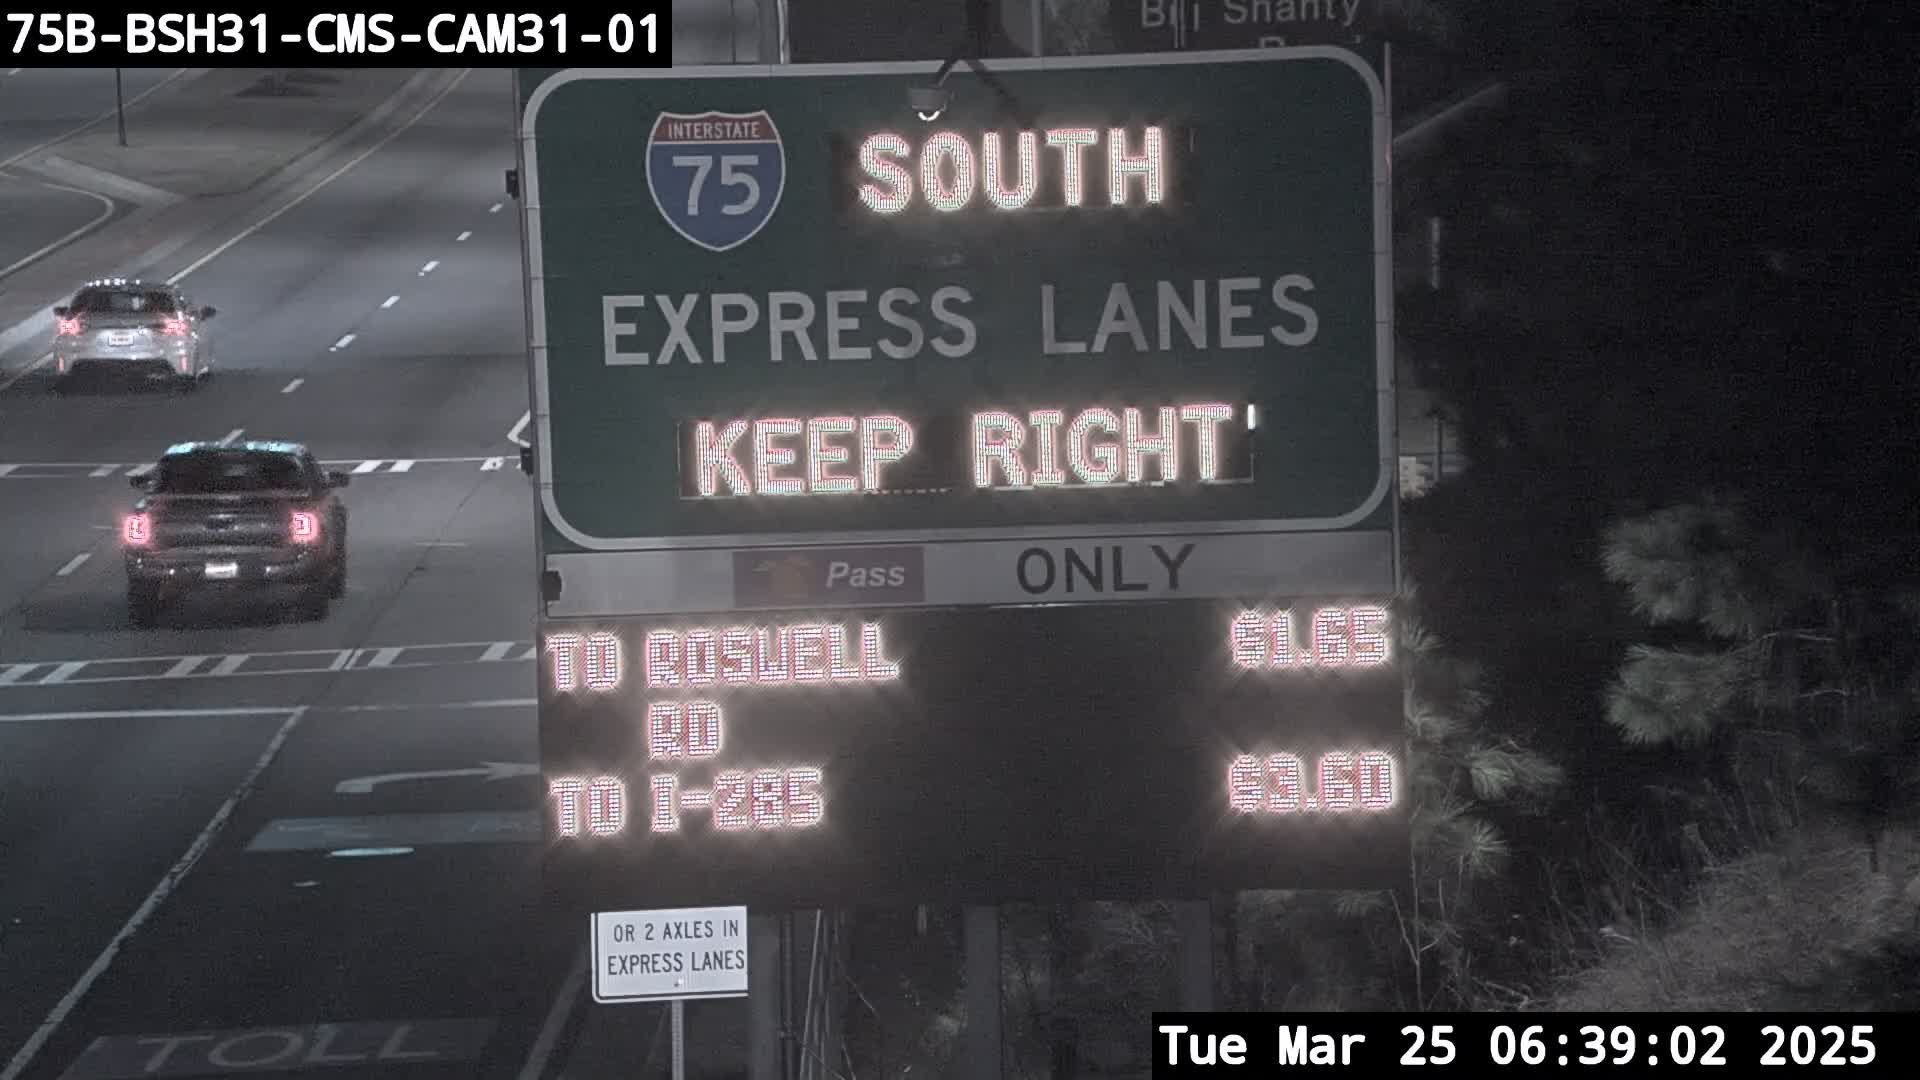 75B-BSH31-CMS-CAM31-01
Shanty
INTERSTATE
75
SOUTH
EXPRESS LANES
KEEP RIGHT
Pass ONLY
TO ROSWELL $1.65
RD
TO I-285 $3.60
OR 2 AXLES IN
EXPRESS LANES
TOLL
Tue Mar 25 06:39:02 2025